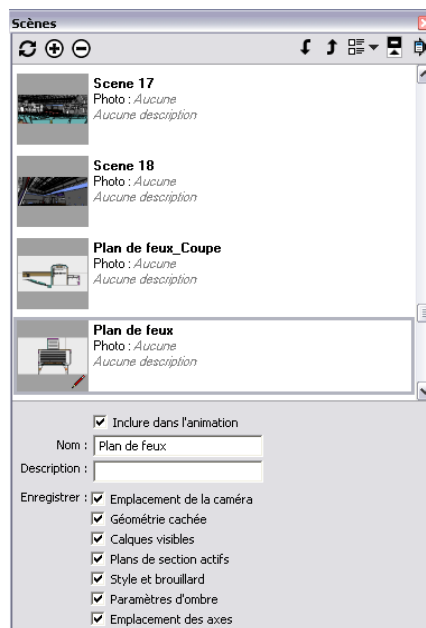 Scènes
Scene 17
Photo : Aucune
Aucune description
Scene 18
Photo : Aucune
Aucune description
Plan de feux_Coupe
Photo : Aucune
Aucune description
Plan de feux
Photo : Aucune
Aucune description
Inclure dans l'animation
Nom : Plan de feux
Description :
Enregistrer : Emplacement de la caméra
Géométrie cachée
Calques visibles
Plans de section actifs
Style et brouillard
Paramètres d'ombre
Emplacement des axes